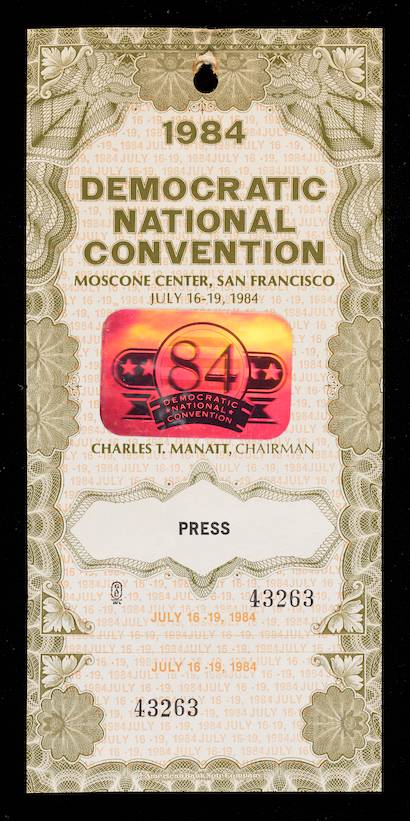 1984
DEMOCRATIC
NATIONAL
CONVENTION
MOSCONE CENTER, SAN FRANCISCO
JULY 16-19, 1984
84
DEMOCRATIC
NATIONAL
CONVENTION
CHARLES T. MANATT, CHAIRMAN
PRESS
43263
JULY 16 -19, 1984
JULY 16 -19, 1984
43263
American Bank Note Company